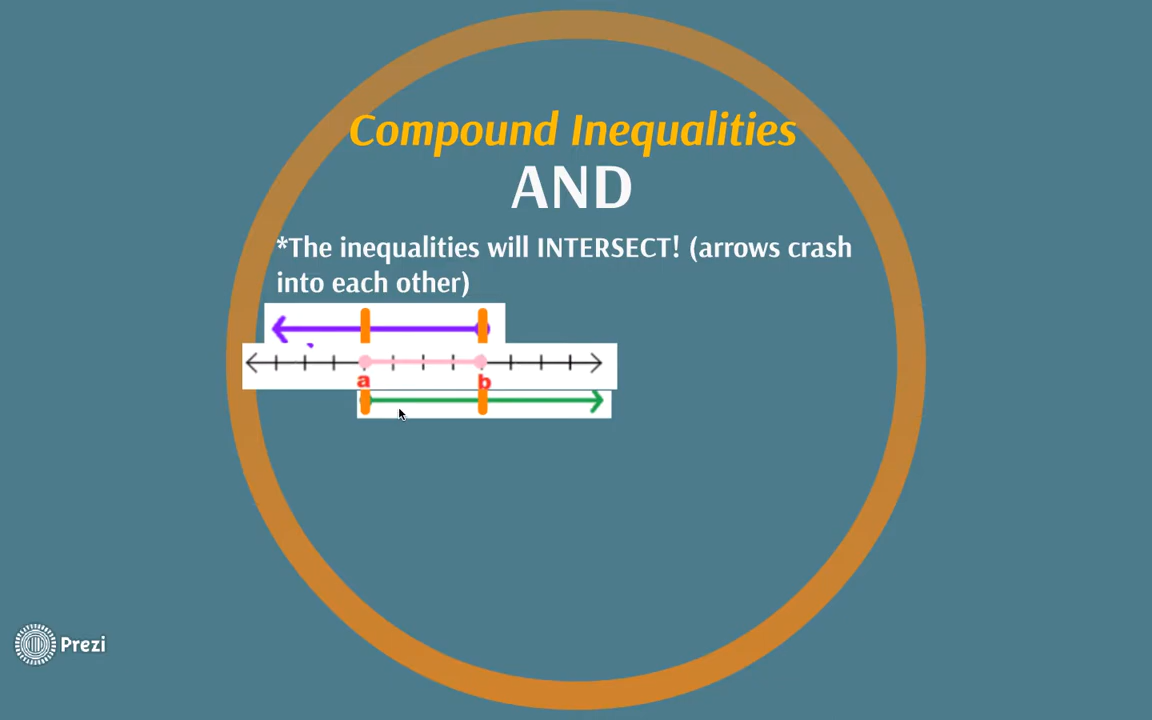 Compound Inequalities
AND
*The inequalities will INTERSECT! (arrows crash
into each other)
a b
Prezi